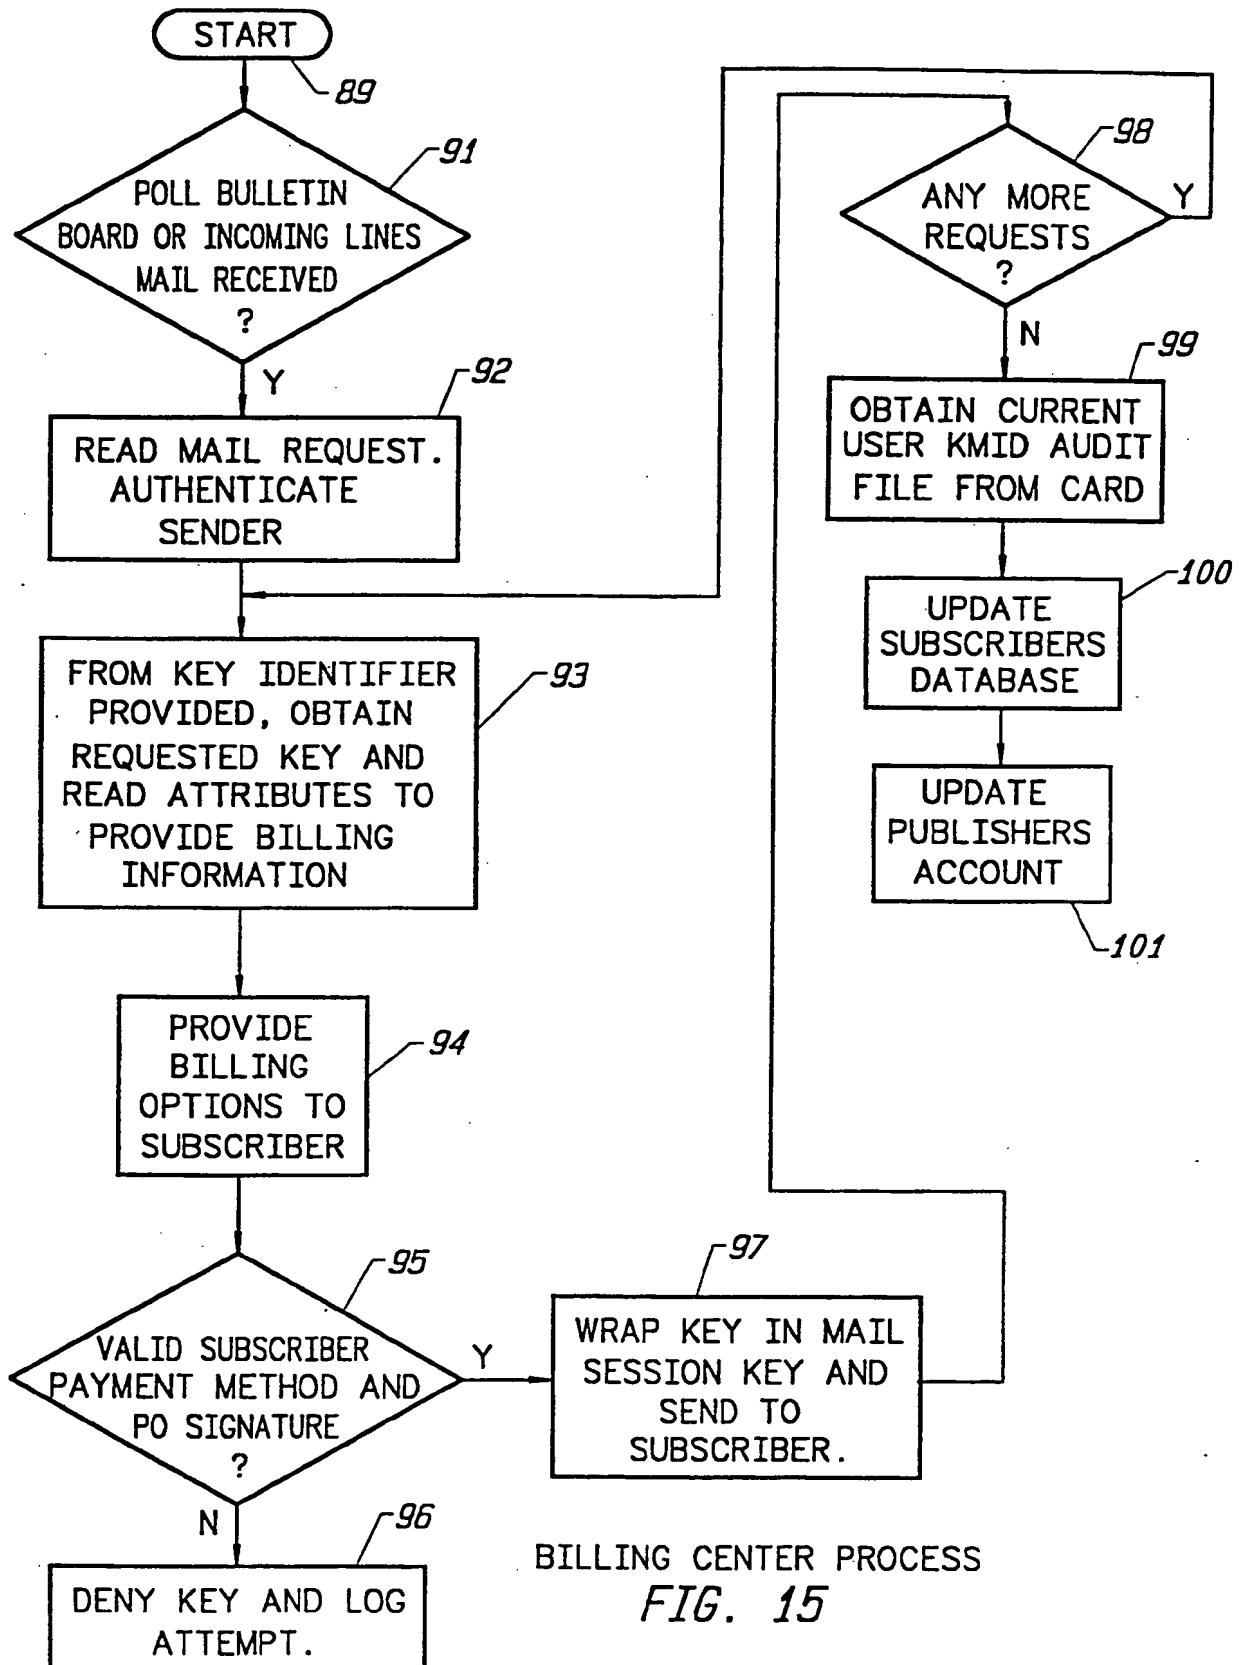 START
89
POLL BULLETIN
BOARD OR INCOMING LINES
MAIL RECEIVED
?
91
Y
92
READ MAIL REQUEST.
AUTHENTICATE
SENDER
FROM KEY IDENTIFIER
PROVIDED, OBTAIN
REQUESTED KEY AND
READ ATTRIBUTES TO
PROVIDE BILLING
INFORMATION
93
PROVIDE
BILLING
OPTIONS TO
SUBSCRIBER
94
95
VALID SUBSCRIBER
PAYMENT METHOD AND
PO SIGNATURE
?
Y
N
96
DENY KEY AND LOG
ATTEMPT.
97
WRAP KEY IN MAIL
SESSION KEY AND
SEND TO
SUBSCRIBER.
98
ANY MORE
REQUESTS
?
Y
N
99
OBTAIN CURRENT
USER KMID AUDIT
FILE FROM CARD
100
UPDATE
SUBSCRIBERS
DATABASE
UPDATE
PUBLISHERS
ACCOUNT
101
BILLING CENTER PROCESS
FIG. 15